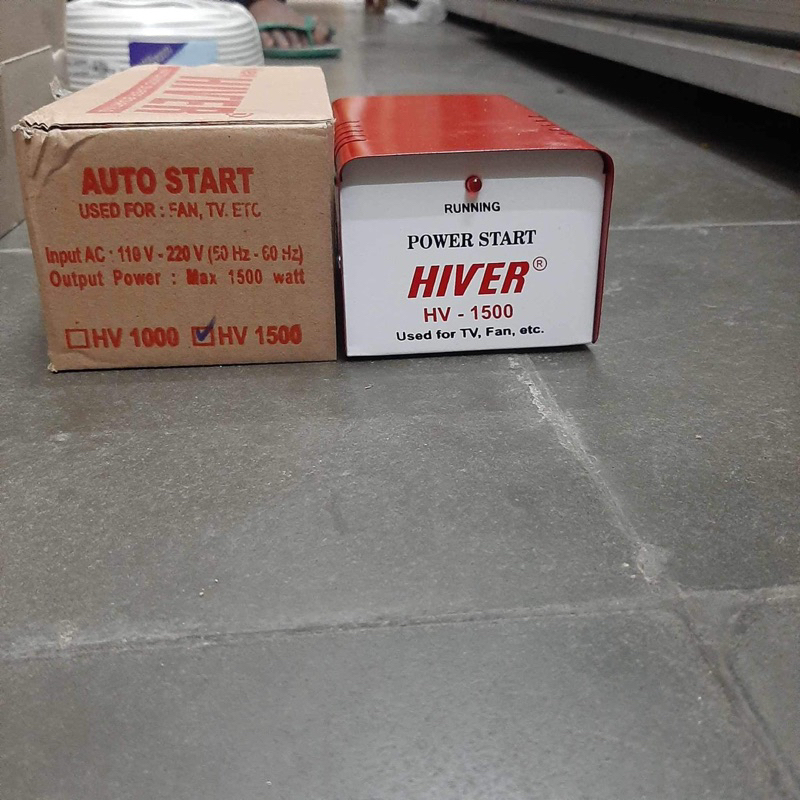 HIVER
AUTO START
USED FOR : FAN, TV. ETC
Input AC : 110 V - 220 V (50 Hz - 60 Hz)
Output Power : Max 1500 watt
HV 1000 HV 1500
RUNNING
POWER START
HIVER®
HV - 1500
Used for TV, Fan, etc.